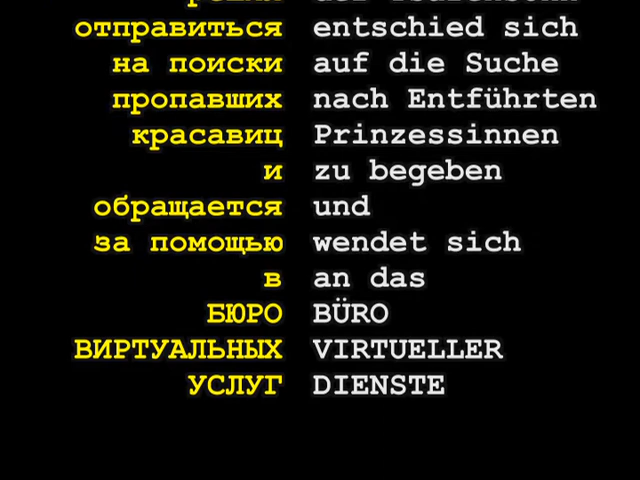 отправиться entschied sich
на поиски auf die Suche
пропавших nach Entführten
красавиц Prinzessinnen
и zu begeben
обращается und
за помощью wendet sich
в an das
БЮРО BÜRO
ВИРТУАЛЬНЫХ VIRTUELLER
УСЛУГ DIENSTE